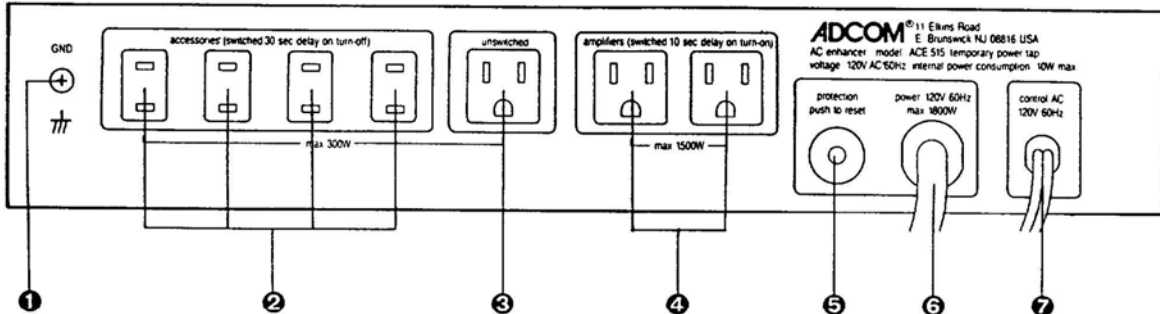 GND
accessories (switched 30 sec delay on turn-off)
unswitched
amplifiers (switched 10 sec delay on turn-on)
max 300W
max 1500W
ADCOM® 11 Elkins Road
E. Brunswick NJ 08816 USA
AC enhancer model ACE 515 temporary power tap
voltage 120V AC 60Hz internal power consumption 10W max
protection
push to reset
power 120V 60Hz
max 1800W
control AC
120V 60Hz
1 2 3 4 5 6 7